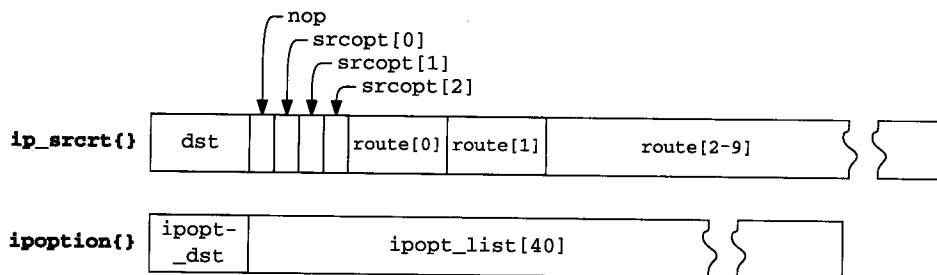 nop
srcopt[0]
srcopt[1]
srcopt[2]
ip_srcrt{} dst route[0] route[1] route[2-9]
ipoption{} ipopt-
_dst ipopt_list[40]